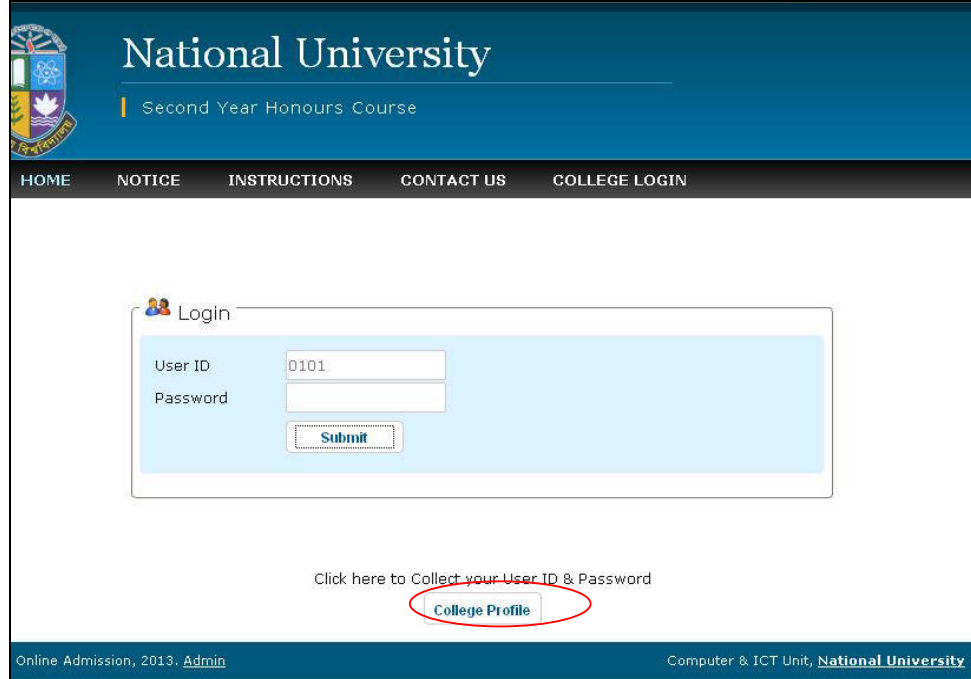 National University
Second Year Honours Course
বিশ্ববিদ্যালয়
HOME NOTICE INSTRUCTIONS CONTACT US COLLEGE LOGIN
Login
User ID 0101
Password
Submit
Click here to Collect your User ID & Password
College Profile
Online Admission, 2013. Admin Computer & ICT Unit, National University